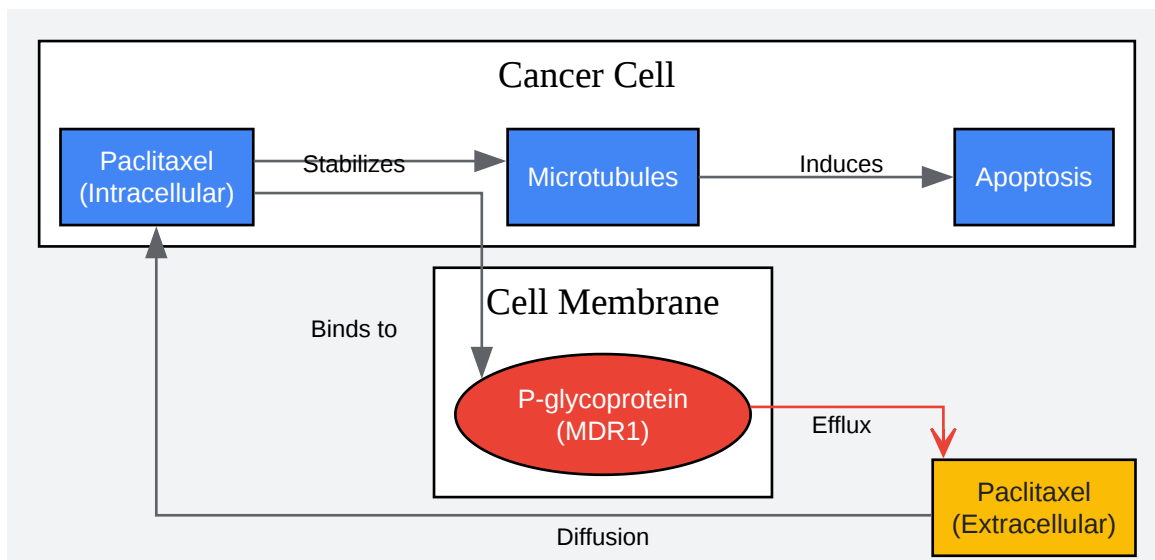 Cancer Cell
Paclitaxel
(Intracellular)
Stabilizes
Microtubules
Induces
Apoptosis
Cell Membrane
Binds to
P-glycoprotein
(MDR1)
Efflux
Paclitaxel
(Extracellular)
Diffusion